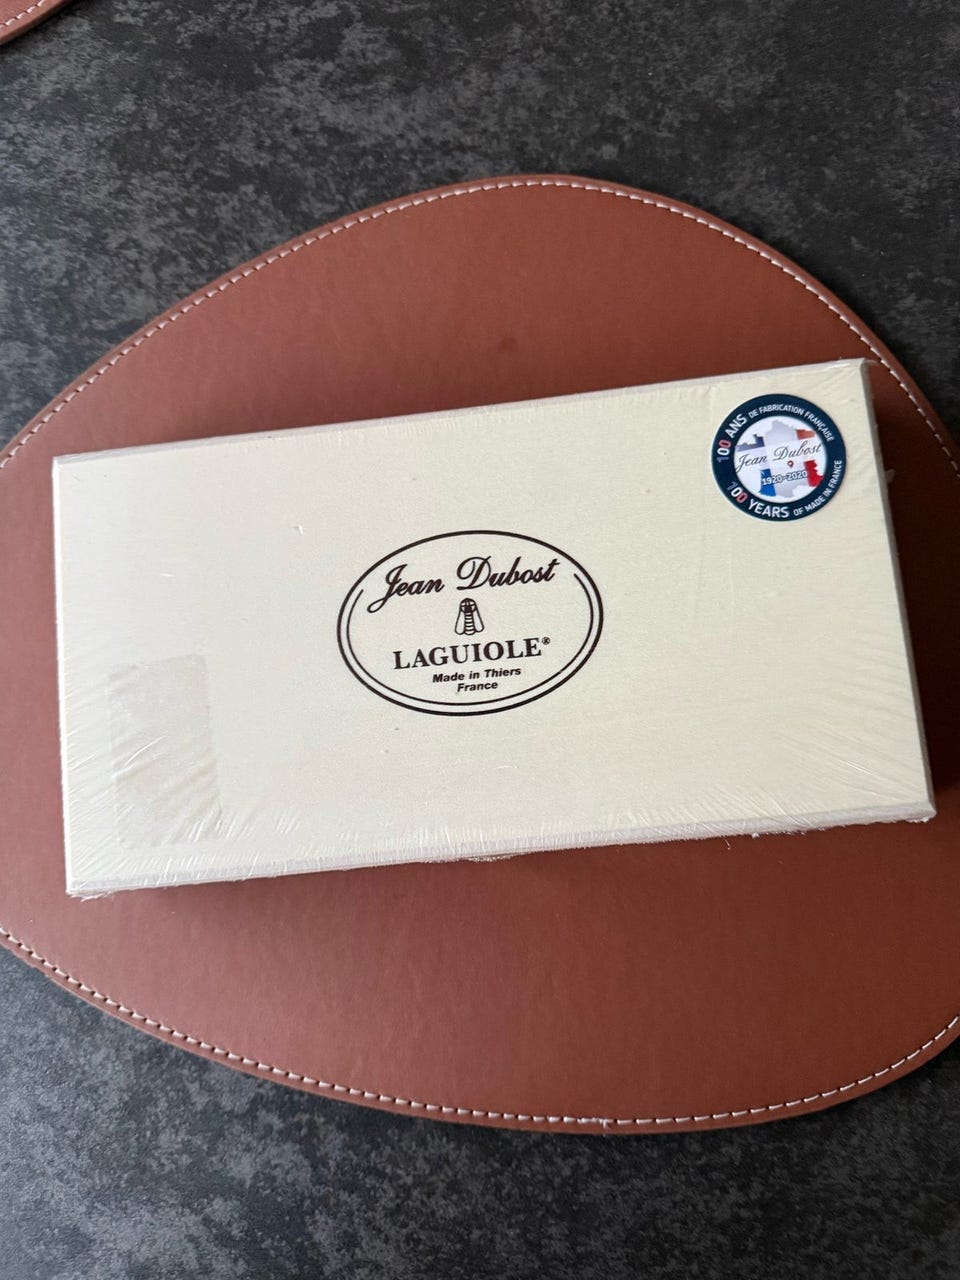 100 ANS DE FABRICATION FRANÇAISE
Jean Dubost
1920-2020
100 YEARS OF MADE IN FRANCE
Jean Dubost
LAGUIOLE®
Made in Thiers
France